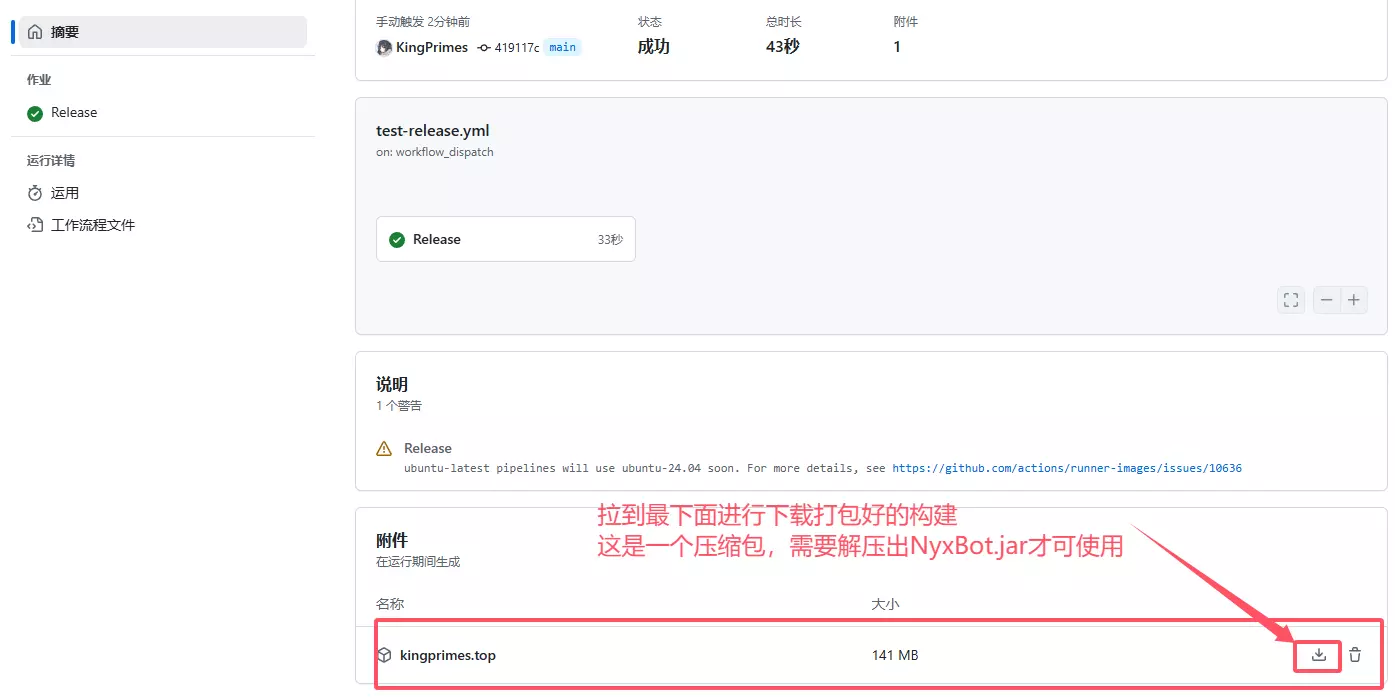 摘要
作业
Release
运行详情
运用
工作流程文件
手动触发 2分钟前
状态
总时长
附件
KingPrimes
419117c
main
成功
43秒
1
test-release.yml
on: workflow_dispatch
Release
33秒
说明
1 个警告
Release
ubuntu-latest pipelines will use ubuntu-24.04 soon. For more details, see https://github.com/actions/runner-images/issues/10636
拉到最下面进行下载打包好的构建
这是一个压缩包，需要解压出NyxBot.jar才可使用
附件
在运行期间生成
名称
大小
kingprimes.top
141 MB